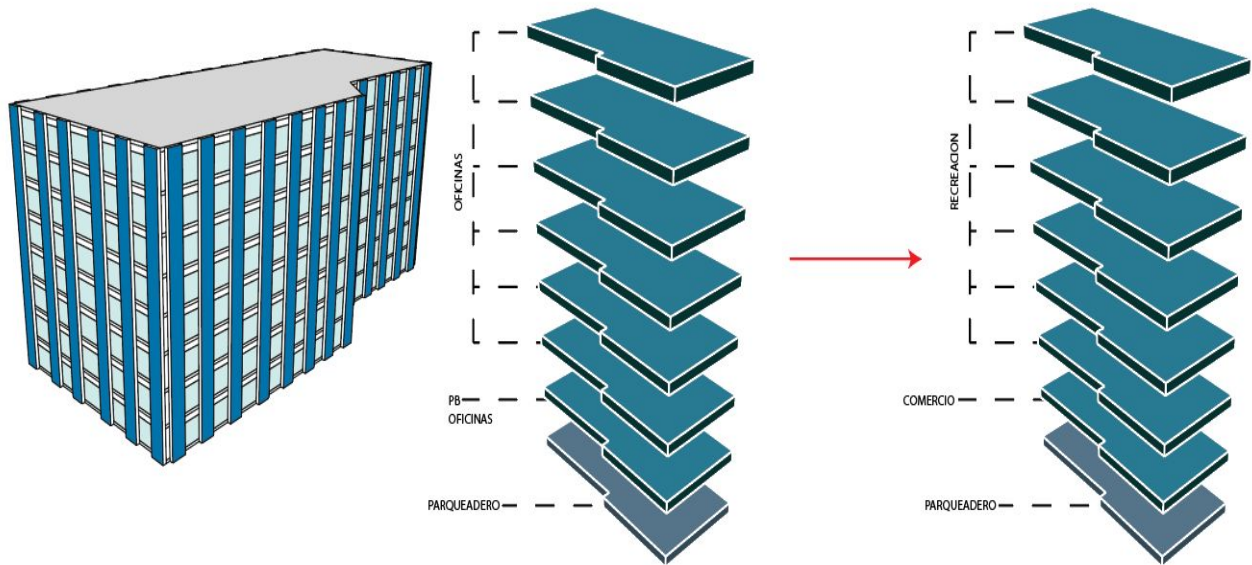 OFICINAS
PB
OFICINAS
PARQUEADERO
RECREACION
COMERCIO
PARQUEADERO